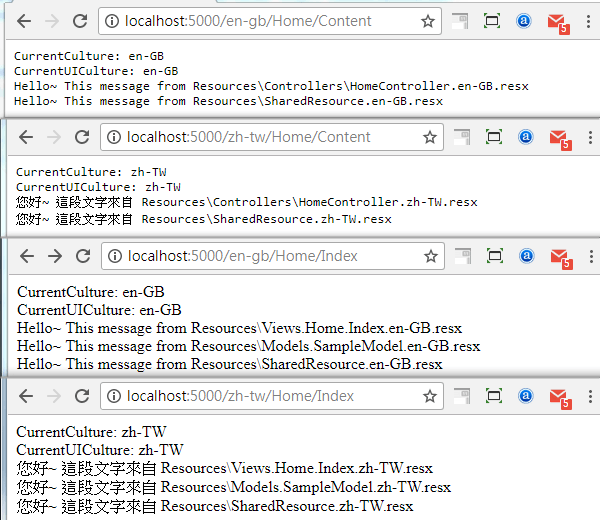 localhost:5000/en-gb/Home/Content
5
CurrentCulture: en-GB
CurrentUICulture: en-GB
Hello~ This message from Resources\Controllers\HomeController.en-GB.resx
Hello~ This message from Resources\SharedResource.en-GB.resx
localhost:5000/zh-tw/Home/Content
5
CurrentCulture: zh-TW
CurrentUICulture: zh-TW
您好~ 這段文字來自 Resources\Controllers\HomeController.zh-TW.resx
您好~ 這段文字來自 Resources\SharedResource.zh-TW.resx
localhost:5000/en-gb/Home/Index
5
CurrentCulture: en-GB
CurrentUICulture: en-GB
Hello~ This message from Resources\Views.Home.Index.en-GB.resx
Hello~ This message from Resources\Models.SampleModel.en-GB.resx
Hello~ This message from Resources\SharedResource.en-GB.resx
localhost:5000/zh-tw/Home/Index
5
CurrentCulture: zh-TW
CurrentUICulture: zh-TW
您好~ 這段文字來自 Resources\Views.Home.Index.zh-TW.resx
您好~ 這段文字來自 Resources\Models.SampleModel.zh-TW.resx
您好~ 這段文字來自 Resources\SharedResource.zh-TW.resx